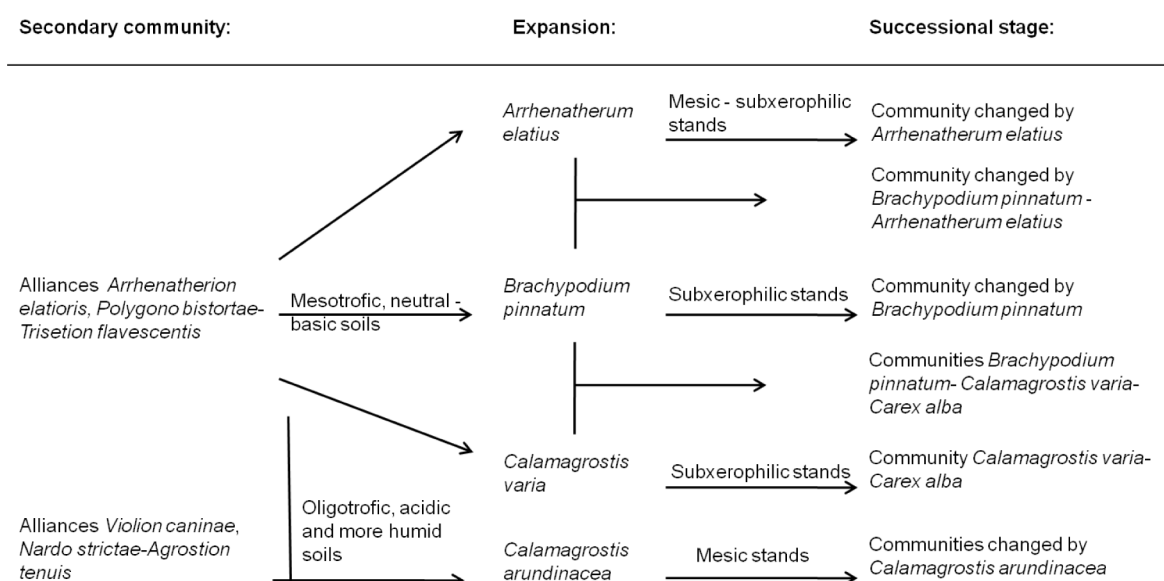 Secondary community:
Expansion:
Successional stage:
Arrhenatherum
elatius
Mesic - subxerophilic
stands
Community changed by
Arrhenatherum elatius
Community changed by
Brachypodium pinnatum -
Arrhenatherum elatius
Alliances Arrhenatherion
elatioris, Polygono bistortae-
Trisetion flavescentis
Mesotrofic, neutral -
basic soils
Brachypodium
pinnatum
Subxerophilic stands
Community changed by
Brachypodium pinnatum
Communities Brachypodium
pinnatum- Calamagrostis varia-
Carex alba
Calamagrostis
varia
Subxerophilic stands
Community Calamagrostis varia-
Carex alba
Alliances Violion caninae,
Nardo strictae-Agrostion
tenuis
Oligotrofic, acidic
and more humid
soils
Calamagrostis
arundinacea
Mesic stands
Communities changed by
Calamagrostis arundinacea